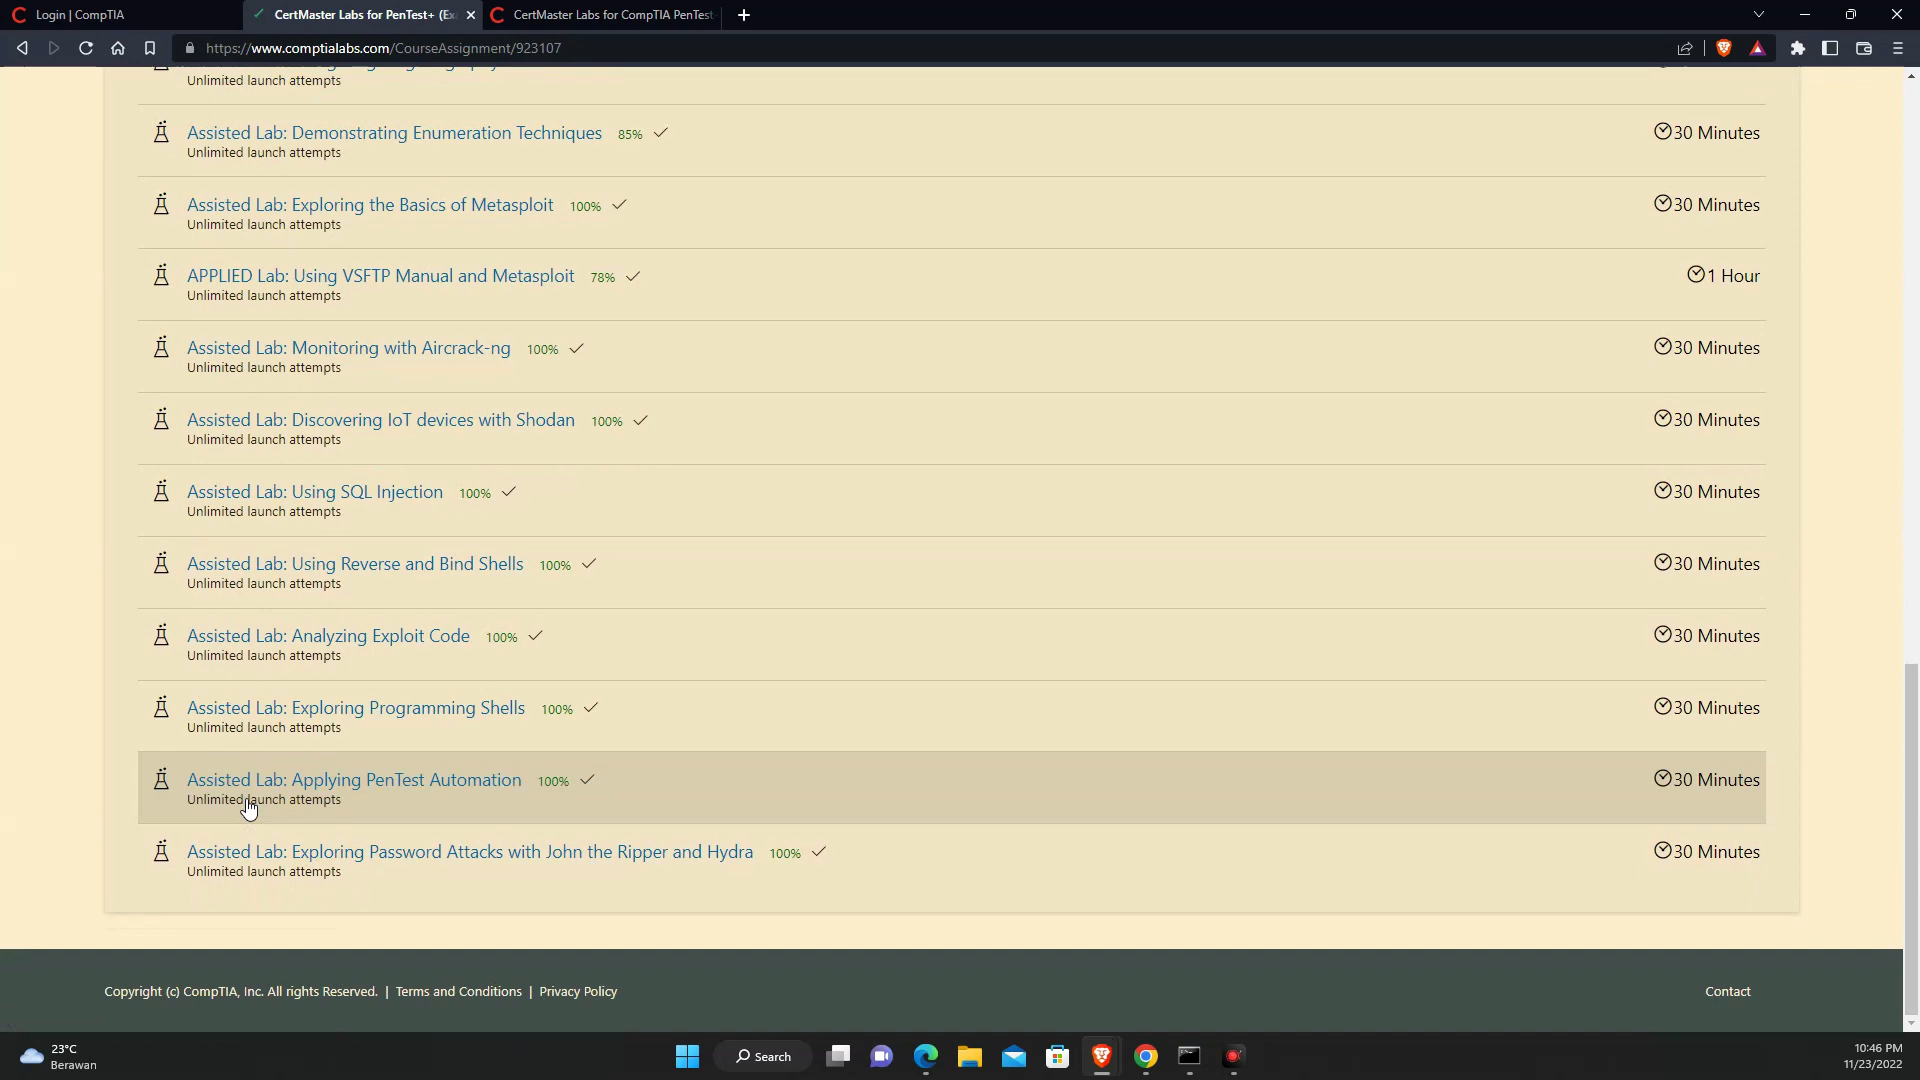 Login | CompTIA
CertMaster Labs for PenTest+ (Ex
CertMaster Labs for CompTIA PenTest
https://www.comptialabs.com/CourseAssignment/923107
Unlimited launch attempts
Assisted Lab: Demonstrating Enumeration Techniques 85%
30 Minutes
Unlimited launch attempts
Assisted Lab: Exploring the Basics of Metasploit 100%
30 Minutes
Unlimited launch attempts
APPLIED Lab: Using VSFTP Manual and Metasploit 78%
1 Hour
Unlimited launch attempts
Assisted Lab: Monitoring with Aircrack-ng 100%
30 Minutes
Unlimited launch attempts
Assisted Lab: Discovering IoT devices with Shodan 100%
30 Minutes
Unlimited launch attempts
Assisted Lab: Using SQL Injection 100%
30 Minutes
Unlimited launch attempts
Assisted Lab: Using Reverse and Bind Shells 100%
30 Minutes
Unlimited launch attempts
Assisted Lab: Analyzing Exploit Code 100%
30 Minutes
Unlimited launch attempts
Assisted Lab: Exploring Programming Shells 100%
30 Minutes
Unlimited launch attempts
Assisted Lab: Applying PenTest Automation 100%
30 Minutes
Unlimited launch attempts
Assisted Lab: Exploring Password Attacks with John the Ripper and Hydra 100%
30 Minutes
Unlimited launch attempts
Copyright (c) CompTIA, Inc. All rights Reserved. | Terms and Conditions | Privacy Policy
Contact
23°C
Berawan
Search
10:46 PM
11/23/2022